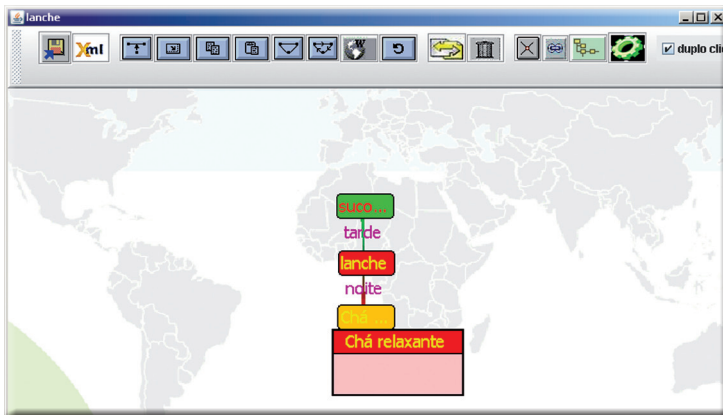 lanche
Xml
duplo cli
suco...
tarde
lanche
noite
Chá ...
Chá relaxante